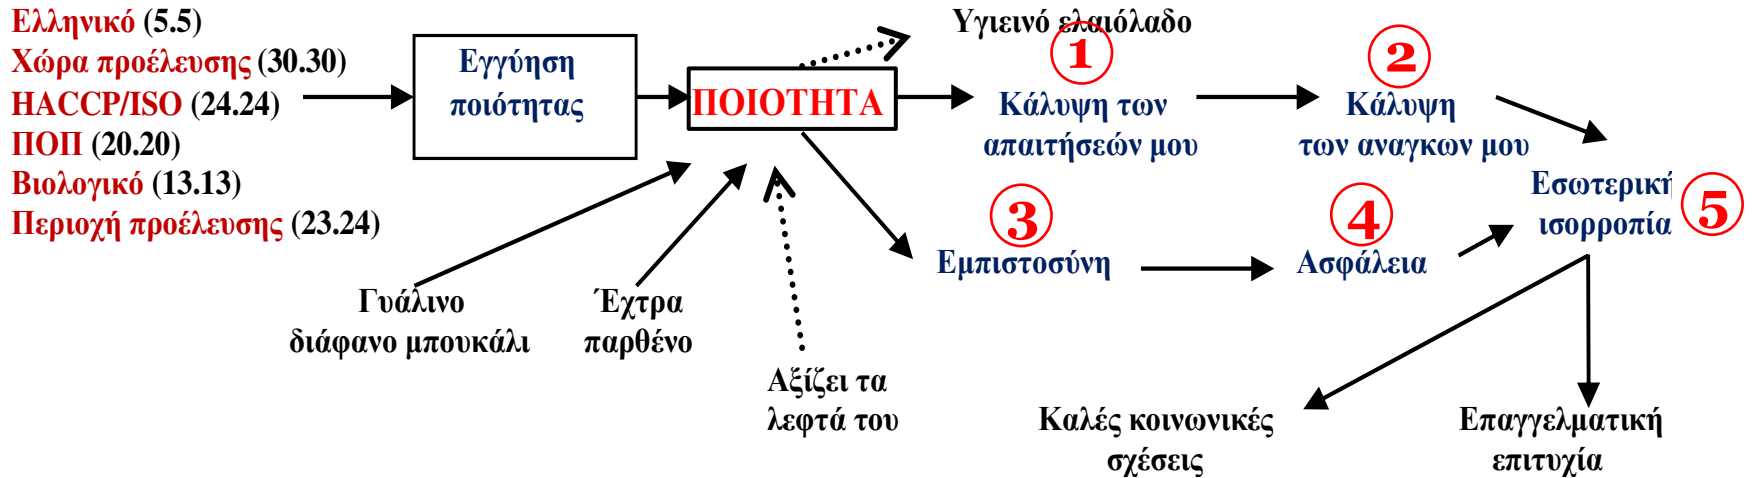 Ελληνικό (5.5)
Χώρα προέλευσης (30.30)
HACCP/ISO (24.24)
ΠΟΠ (20.20)
Βιολογικό (13.13)
Περιοχή προέλευσης (23.24)
Εγγύηση
ποιότητας
ΠΟΙΟΤΗΤΑ
Υγιεινό ελαιόλαδο
1
Κάλυψη των
απαιτήσεών μου
2
Κάλυψη
των αναγκων μου
3
Εμπιστοσύνη
4
Ασφάλεια
Εσωτερική
ισορροπία
5
Γυάλινο
διάφανο μπουκάλι
Έχτρα
παρθένο
Αξίζει τα
λεφτά του
Καλές κοινωνικές
σχέσεις
Επαγγελματική
επιτυχία